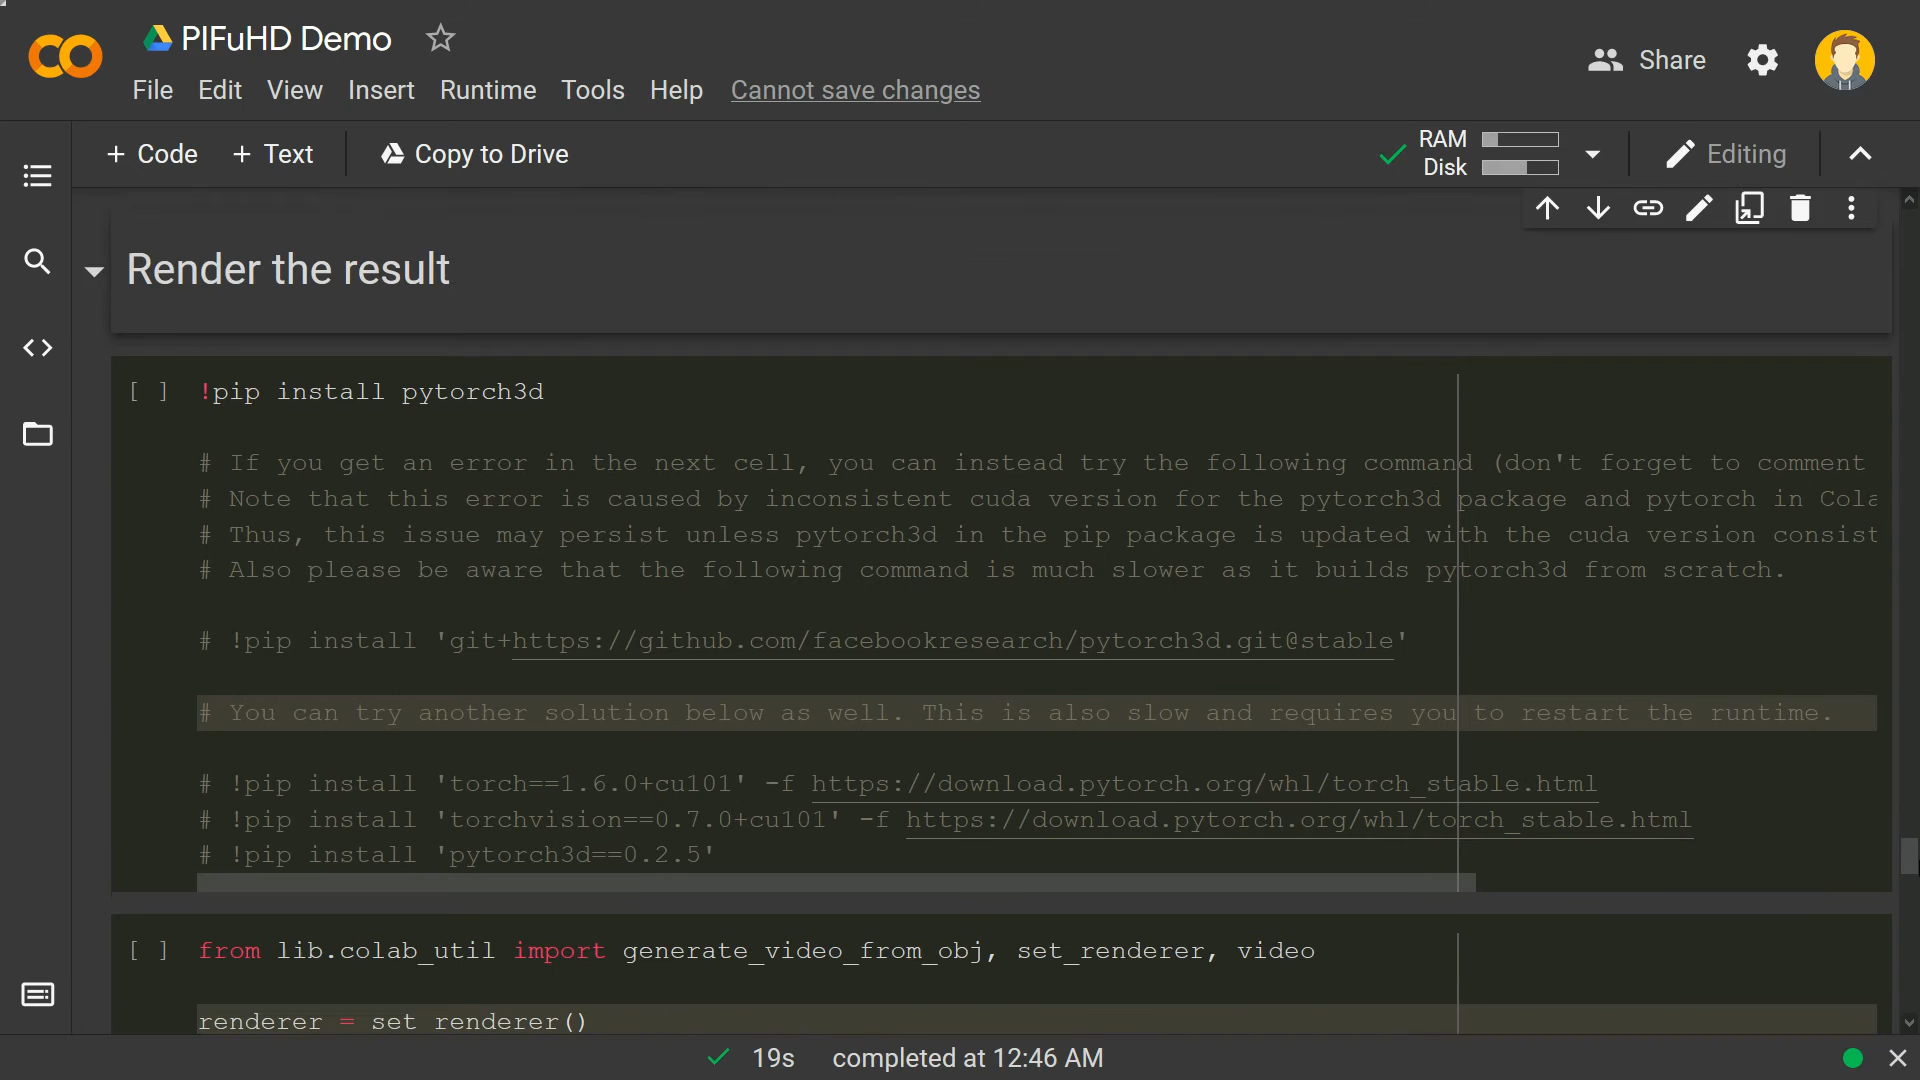 PIFuHD Demo
File Edit View Insert Runtime Tools Help Cannot save changes
Share
+ Code + Text Copy to Drive
RAM
Disk
Editing
Render the result
[ ] !pip install pytorch3d
# If you get an error in the next cell, you can instead try the following command (don't forget to comment
# Note that this error is caused by inconsistent cuda version for the pytorch3d package and pytorch in Cola
# Thus, this issue may persist unless pytorch3d in the pip package is updated with the cuda version consist
# Also please be aware that the following command is much slower as it builds pytorch3d from scratch.
# !pip install 'git+https://github.com/facebookresearch/pytorch3d.git@stable'
# You can try another solution below as well. This is also slow and requires you to restart the runtime.
# !pip install 'torch==1.6.0+cu101' -f https://download.pytorch.org/whl/torch_stable.html
# !pip install 'torchvision==0.7.0+cu101' -f https://download.pytorch.org/whl/torch_stable.html
# !pip install 'pytorch3d==0.2.5'
[ ] from lib.colab_util import generate_video_from_obj, set_renderer, video
renderer = set_renderer()
19s completed at 12:46 AM